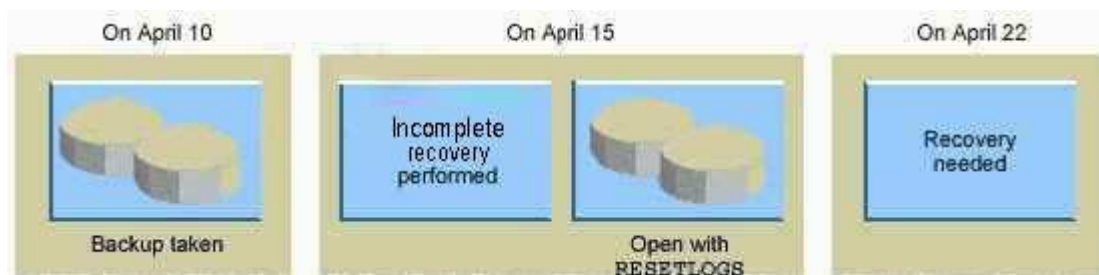 On April 10
On April 15
On April 22
Incomplete
recovery
performed
Recovery
needed
Backup taken
Open with
RESETLOGS